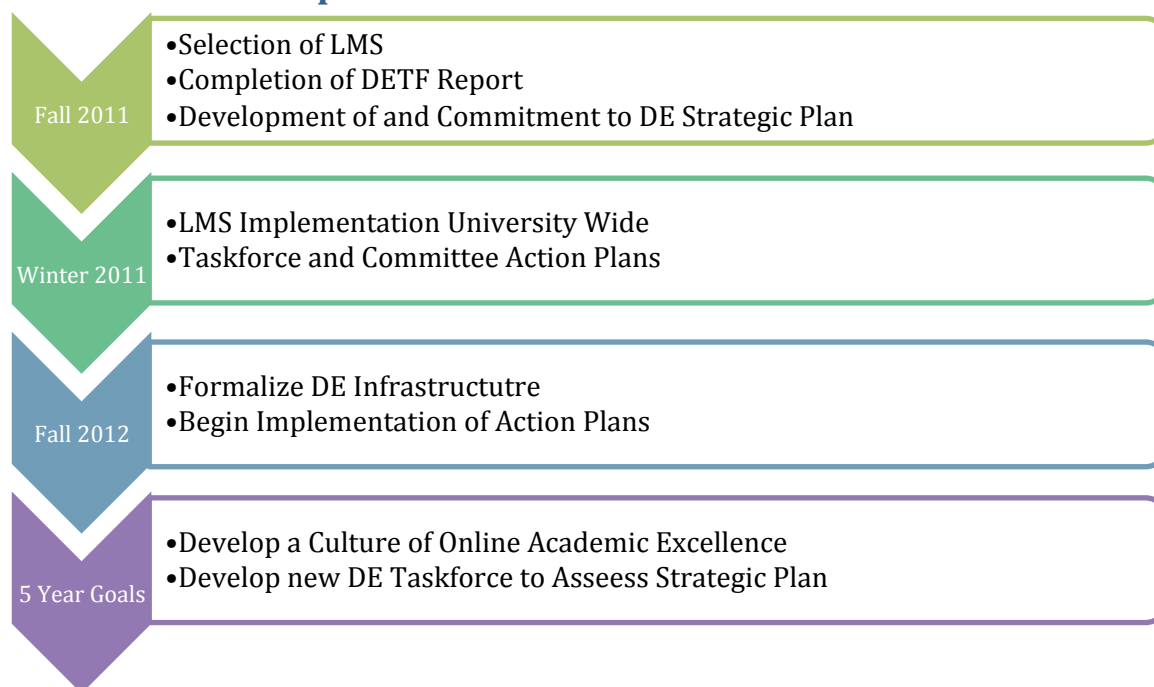 Fall 2011
•Selection of LMS
•Completion of DETF Report
•Development of and Commitment to DE Strategic Plan
Winter 2011
•LMS Implementation University Wide
•Taskforce and Committee Action Plans
Fall 2012
•Formalize DE Infrastructutre
•Begin Implementation of Action Plans
5 Year Goals
•Develop a Culture of Online Academic Excellence
•Develop new DE Taskforce to Asseess Strategic Plan